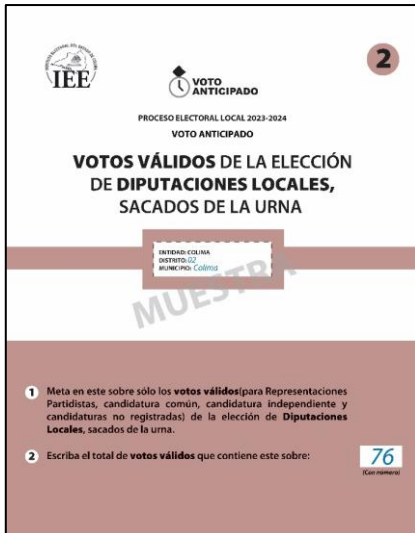 2
IEE
VOTO
ANTICIPADO
PROCESO ELECTORAL LOCAL 2023-2024
VOTO ANTICIPADO
VOTOS VÁLIDOS DE LA ELECCIÓN
DE DIPUTACIONES LOCALES,
SACADOS DE LA URNA
ENTIDAD: COLIMA
DISTRITO: 02
MUNICIPIO: Colima
MUESTRA
1 Meta en este sobre sólo los votos válidos(para Representaciones
Partidistas, candidatura común, candidatura independiente y
candidaturas no registradas) de la elección de Diputaciones
Locales, sacados de la urna.
2 Escriba el total de votos válidos que contiene este sobre:
76
(Con número)